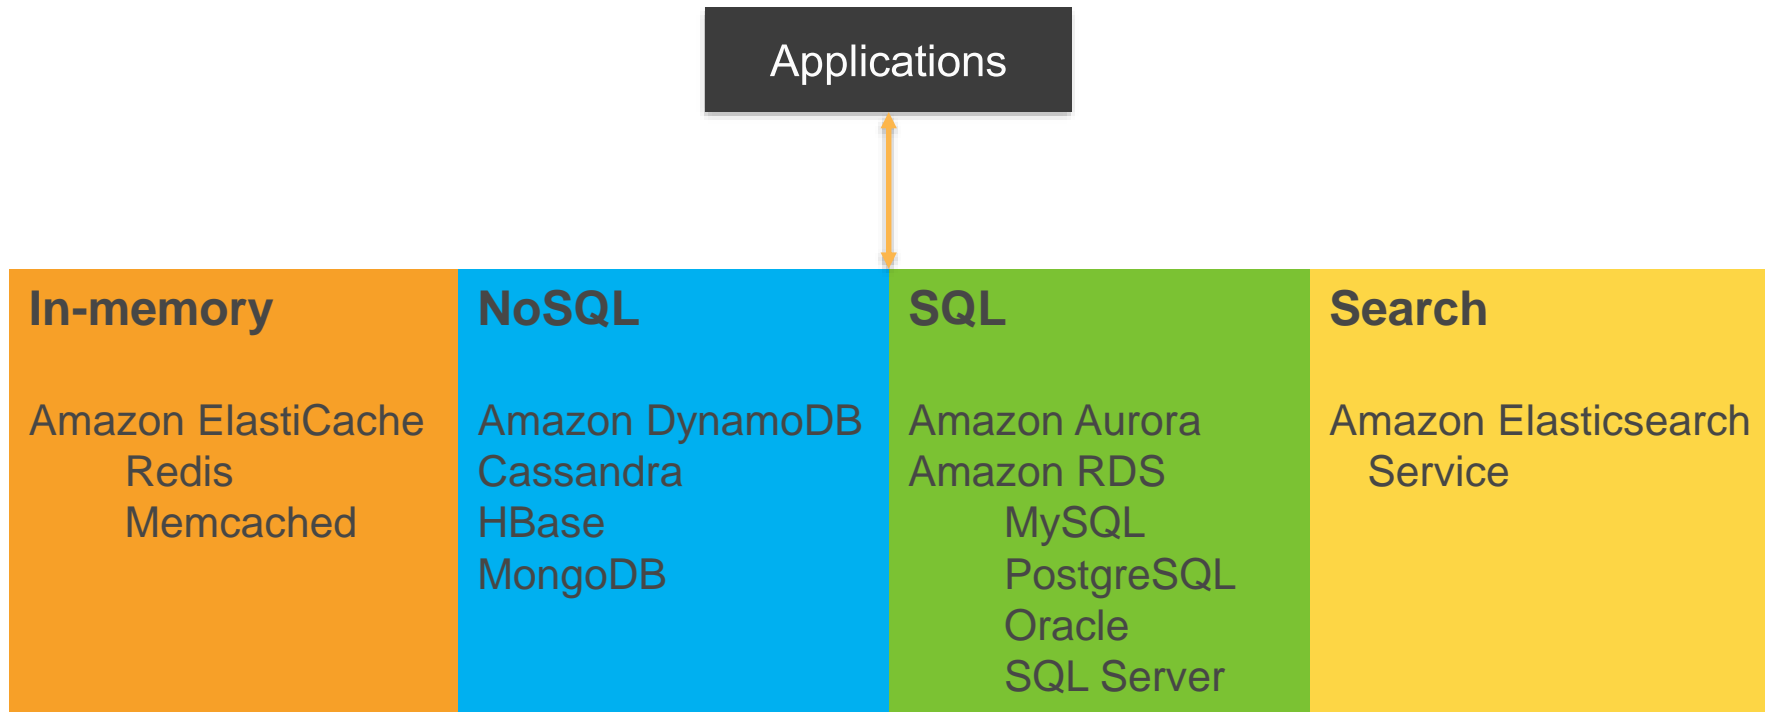 Applications
In-memory
Amazon ElastiCache
Redis
Memcached
NoSQL
Amazon DynamoDB
Cassandra
HBase
MongoDB
SQL
Amazon Aurora
Amazon RDS
MySQL
PostgreSQL
Oracle
SQL Server
Search
Amazon Elasticsearch
Service